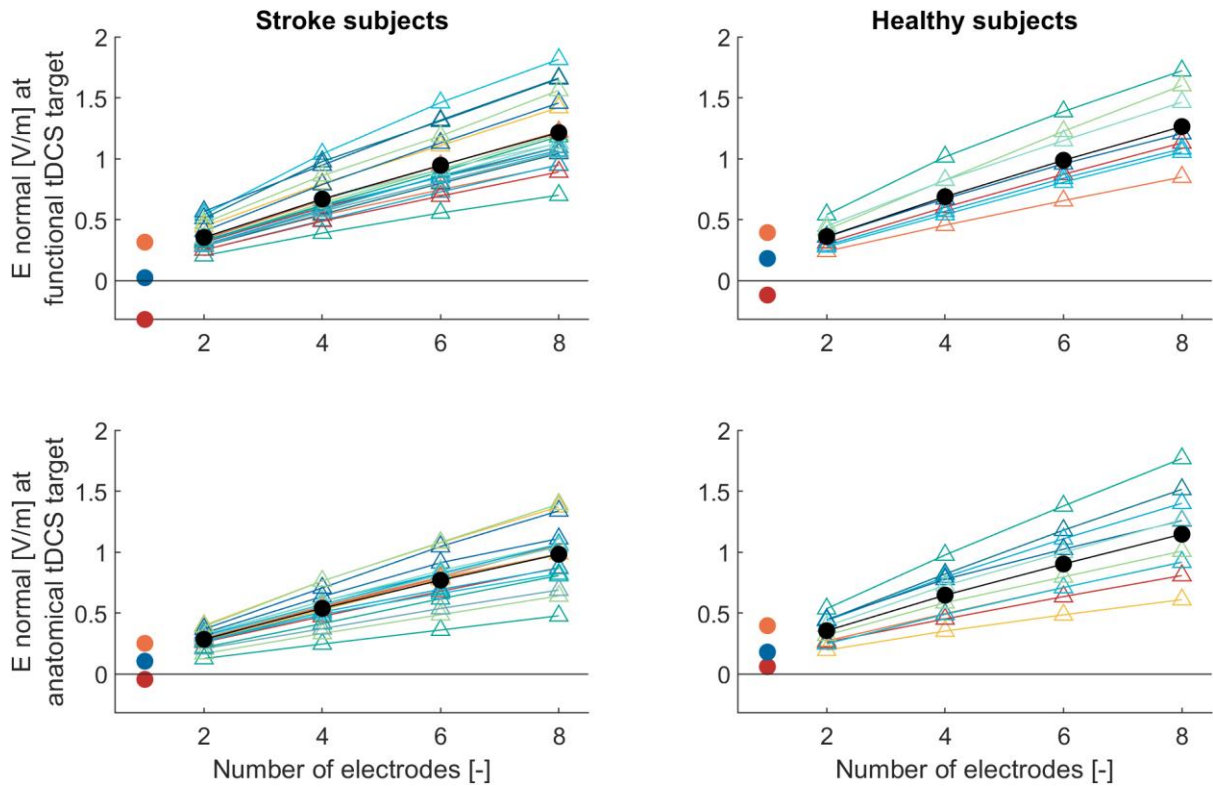 Stroke subjects
Healthy subjects
E normal [V/m] at
functional tDCS target
2
1.5
1
0.5
0
2 4 6 8
2
1.5
1
0.5
0
2 4 6 8
E normal [V/m] at
anatomical tDCS target
2
1.5
1
0.5
0
2 4 6 8
Number of electrodes [-]
2
1.5
1
0.5
0
2 4 6 8
Number of electrodes [-]